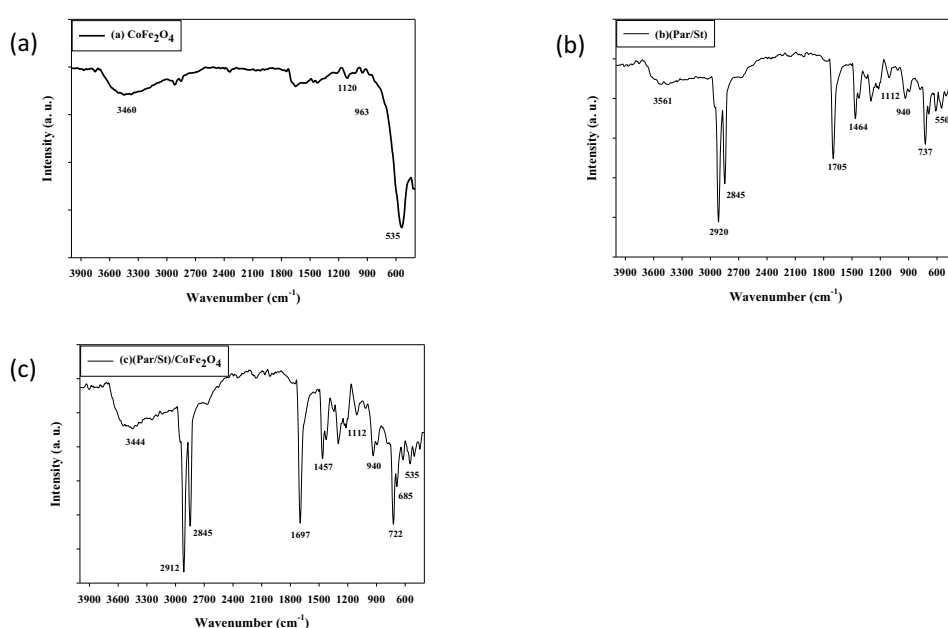 (a)
(a) CoFe₂O₄
Intensity (a. u.)
3460
1120
963
535
3900 3600 3300 3000 2700 2400 2100 1800 1500 1200 900 600
Wavenumber (cm⁻¹)
(b)
(b)(Par/St)
Intensity (a. u.)
3561
2920
2845
1705
1464
1112
940
737
550
3900 3600 3300 3000 2700 2400 2100 1800 1500 1200 900 600
Wavenumber (cm⁻¹)
(c)
(c)(Par/St)/CoFe₂O₄
Intensity (a. u.)
3444
2912
2845
1697
1457
1112
940
722
685
535
3900 3600 3300 3000 2700 2400 2100 1800 1500 1200 900 600
Wavenumber (cm⁻¹)